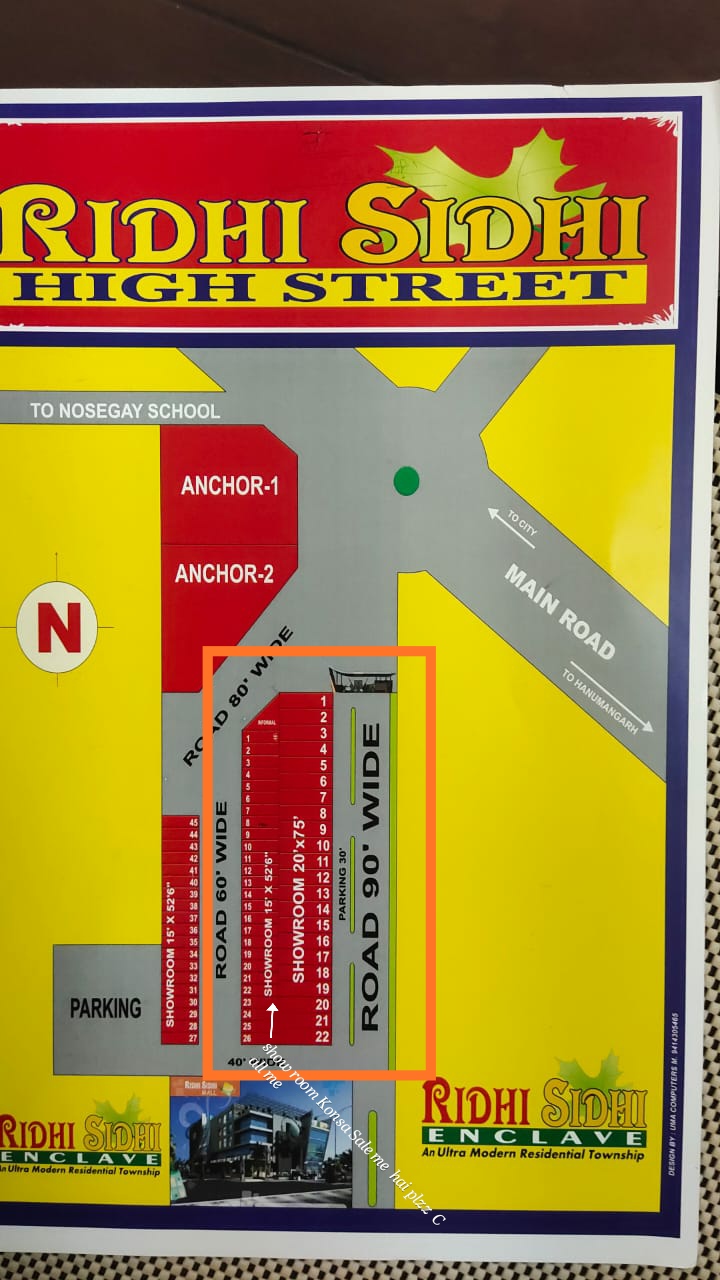 RIDHI SIDHI
HIGH STREET
TO NOSEGAY SCHOOL
ANCHOR-1
ANCHOR-2
TO CITY
MAIN ROAD
TO HANUMANGARH
N
ROAD 80' WIDE
INFORMAL
1
2
3
4
5
6
7
8
9
10
11
12
13
14
15
16
17
18
19
20
21
22
SHOWROOM 20'x75'
PARKING 30'
ROAD 90' WIDE
1
2
3
4
5
6
7
8
9
10
11
12
13
14
15
16
17
18
19
20
21
22
23
24
25
26
SHOWROOM 15' X 52'6"
ROAD 60' WIDE
45
44
43
42
41
40
39
38
37
36
35
34
33
32
31
30
29
28
27
SHOWROOM 15' X 52'6"
PARKING
40'
show room Konsa Sale me hai plzz C
all me
RIDHI SIDHI
MALL
RIDHI SIDHI
ENCLAVE
An Ultra Modern Residential Township
RIDHI SIDHI
ENCLAVE
An Ultra Modern Residential Township
DESIGN BY : UMA COMPUTERS M. 9414305465